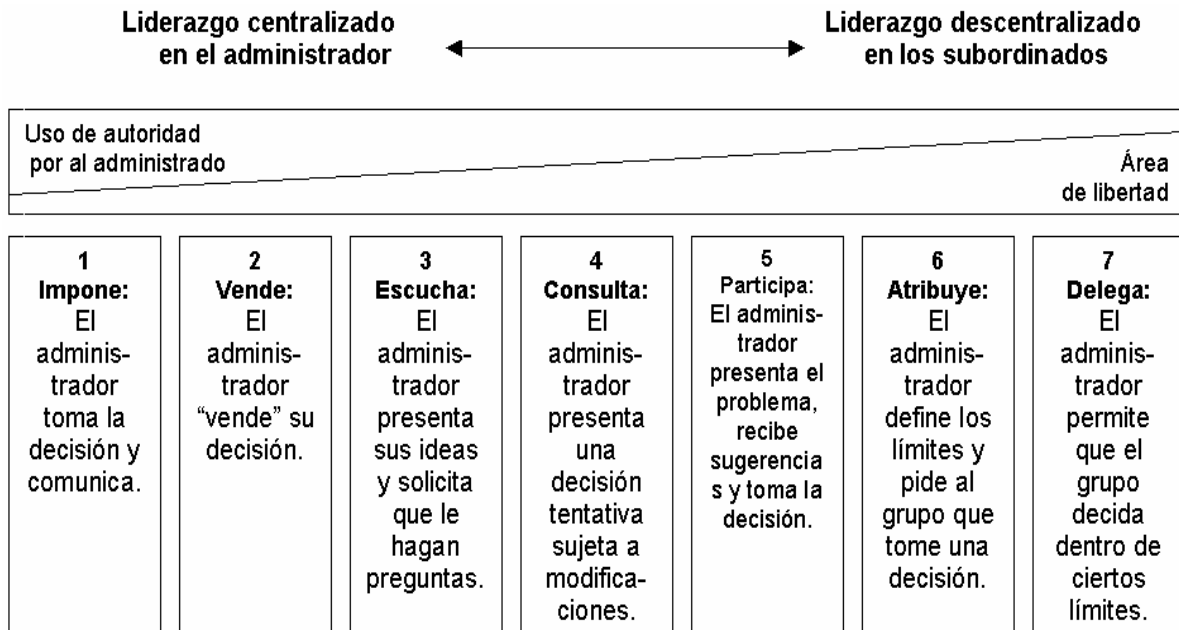 Liderazgo centralizado
en el administrador
Liderazgo descentralizado
en los subordinados
Uso de autoridad
por al administrado
Área
de libertad
1
Impone:
El
adminis-
trador
toma la
decisión y
comunica.
2
Vende:
El
adminis-
trador
“vende” su
decisión.
3
Escucha:
El
adminis-
trador
presenta
sus ideas
y solicita
que le
hagan
preguntas.
4
Consulta:
El
adminis-
trador
presenta
una
decisión
tentativa
sujeta a
modifica-
ciones.
5
Participa:
El adminis-
trador
presenta el
problema,
recibe
sugerencia
s y toma la
decisión.
6
Atribuye:
El
adminis-
trador
define los
límites y
pide al
grupo que
tome una
decisión.
7
Delega:
El
adminis-
trador
permite
que el
grupo
decida
dentro de
ciertos
límites.